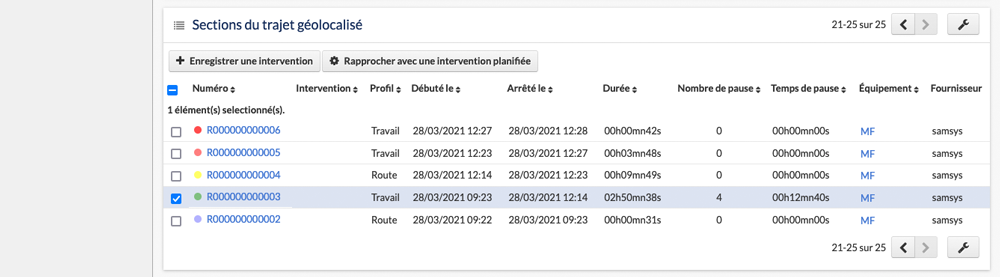 Sections du trajet géolocalisé
21-25 sur 25
Enregistrer une intervention Rapprocher avec une intervention planifiée
Numéro Intervention Profil Débuté le Arrêté le Durée Nombre de pause Temps de pause Équipement Fournisseur
1 élément(s) selectionné(s).
R000000000006 Travail 28/03/2021 12:27 28/03/2021 12:28 00h00mn42s 0 00h00mn00s MF samsys
R000000000005 Travail 28/03/2021 12:23 28/03/2021 12:27 00h03mn48s 0 00h00mn00s MF samsys
R000000000004 Route 28/03/2021 12:14 28/03/2021 12:23 00h09mn49s 0 00h00mn00s MF samsys
R000000000003 Travail 28/03/2021 09:23 28/03/2021 12:14 02h50mn38s 4 00h12mn40s MF samsys
R000000000002 Route 28/03/2021 09:22 28/03/2021 09:23 00h00mn31s 0 00h00mn00s MF samsys
21-25 sur 25